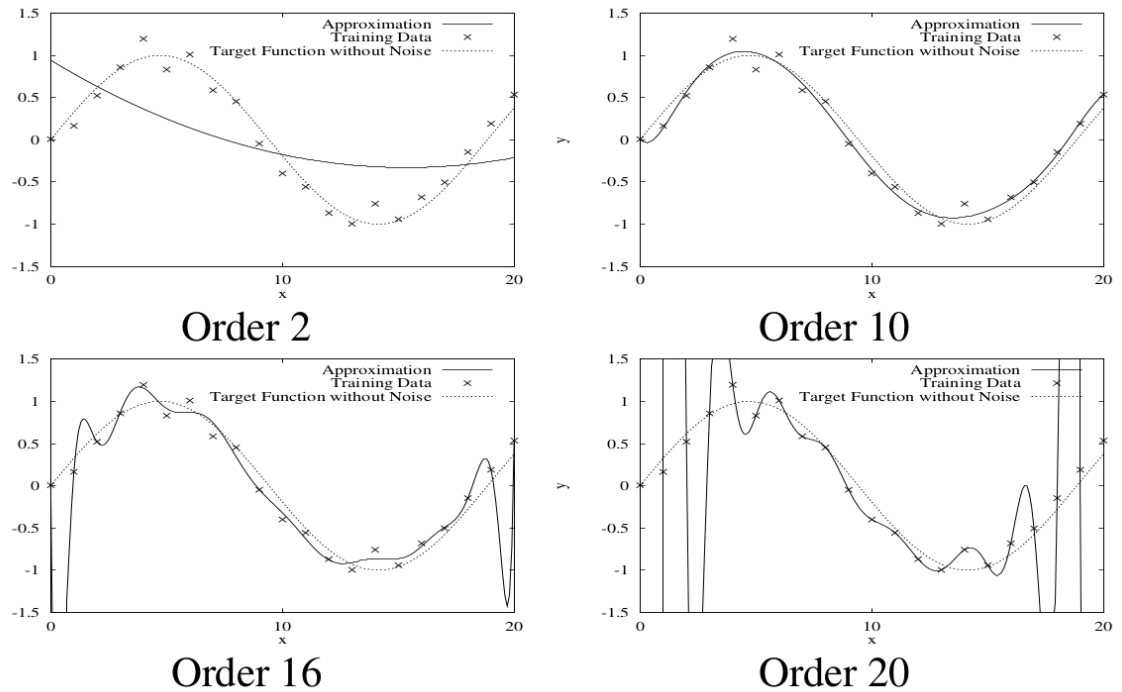 1.5
1
0.5
0
-0.5
-1
-1.5
0
10
20
x
Approximation
Training Data
Target Function without Noise
Order 2
1.5
1
0.5
0
-0.5
-1
-1.5
0
10
20
x
y
Approximation
Training Data
Target Function without Noise
Order 10
1.5
1
0.5
0
-0.5
-1
-1.5
0
10
20
x
Approximation
Training Data
Target Function without Noise
Order 16
1.5
1
0.5
0
-0.5
-1
-1.5
0
10
20
x
y
Approximation
Training Data
Target Function without Noise
Order 20